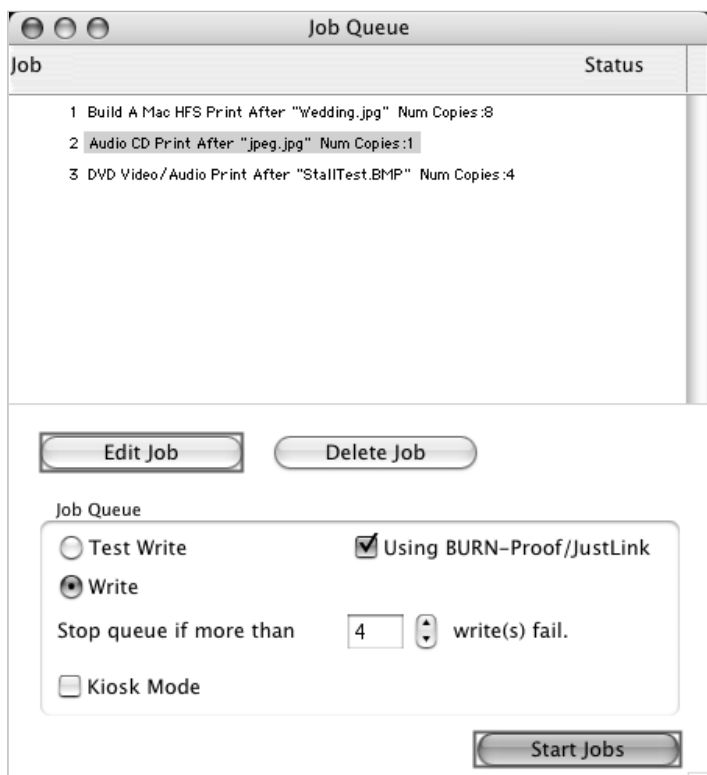 Job Queue
Job Status
1 Build A Mac HFS Print After "Wedding.jpg" Num Copies:8
2 Audio CD Print After "jpeg.jpg" Num Copies:1
3 DVD Video/Audio Print After "StallTest.BMP" Num Copies:4
Edit Job Delete Job
Job Queue
Test Write Using BURN-Proof/JustLink
Write
Stop queue if more than 4 write(s) fail.
Kiosk Mode
Start Jobs